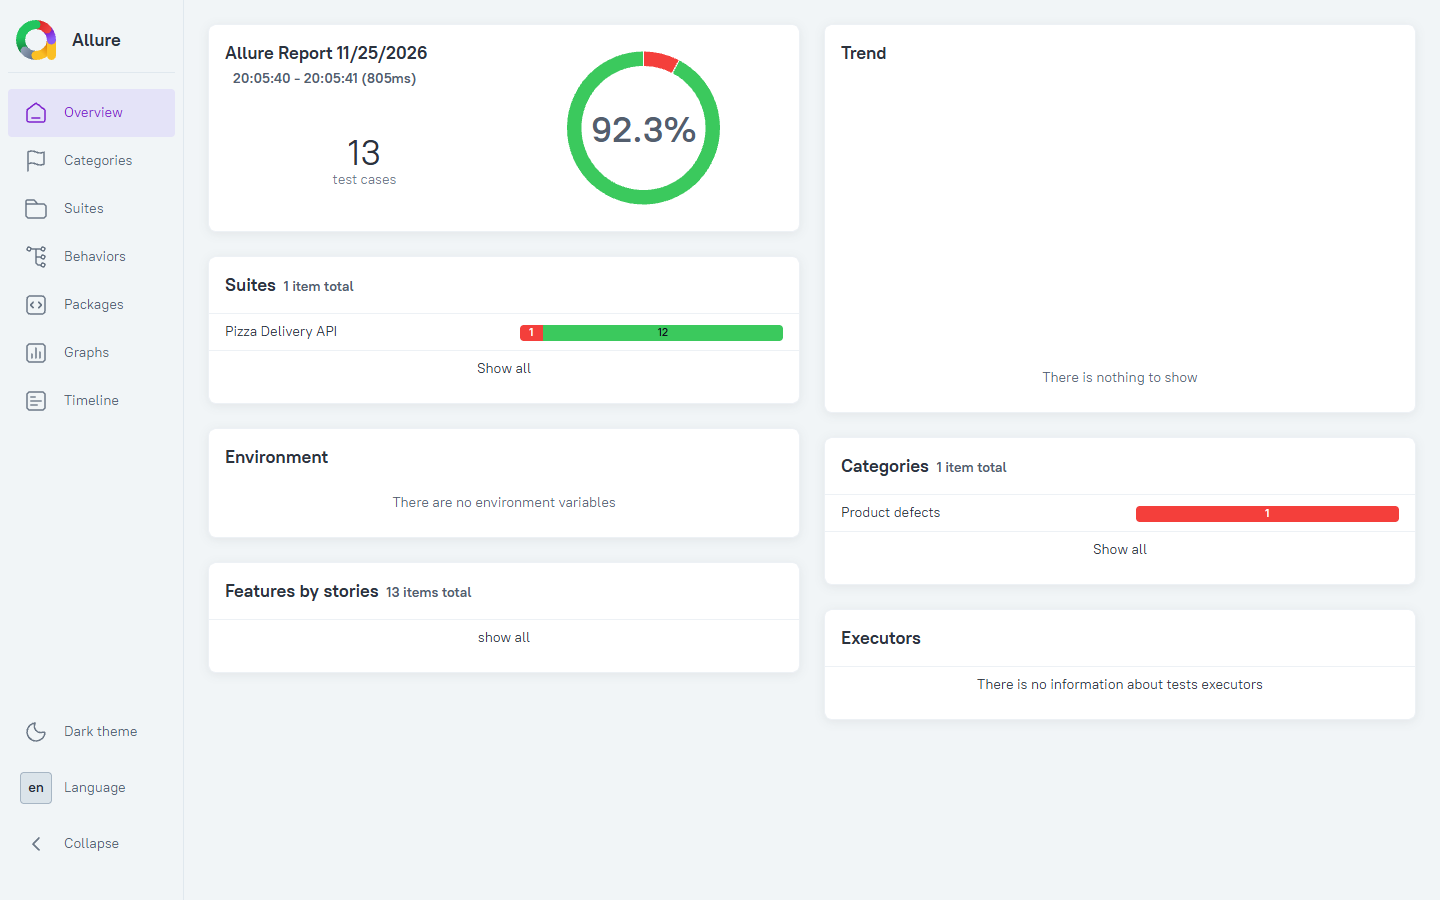 Allure
Overview
Categories
Suites
Behaviors
Packages
Graphs
Timeline
Dark theme
en Language
Collapse
Allure Report 11/25/2026
20:05:40 - 20:05:41 (805ms)
13
test cases
92.3%
Suites 1 item total
Pizza Delivery API 1 12
Show all
Environment
There are no environment variables
Features by stories 13 items total
show all
Trend
There is nothing to show
Categories 1 item total
Product defects 1
Show all
Executors
There is no information about tests executors